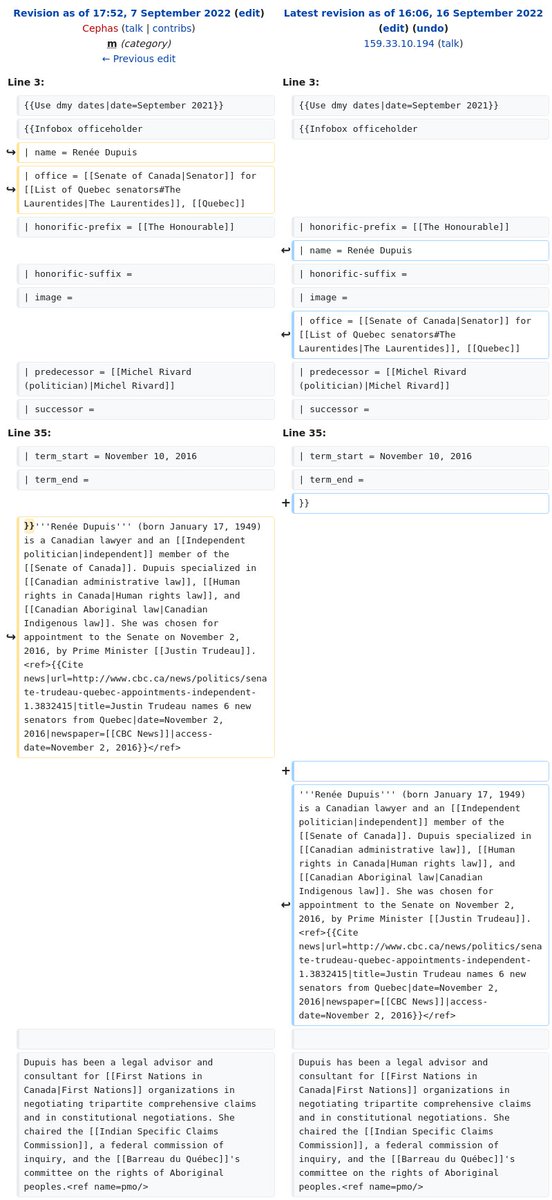 Revision as of 17:52, 7 September 2022 (edit)
Cephas (talk | contribs)
m (category)
← Previous edit
Latest revision as of 16:06, 16 September 2022
(edit) (undo)
159.33.10.194 (talk)
Line 3:
Line 3:
{{Use dmy dates|date=September 2021}}
{{Use dmy dates|date=September 2021}}
{{Infobox officeholder
{{Infobox officeholder
| name = Renée Dupuis
| office = [[Senate of Canada|Senator]] for
[[List of Quebec senators#The
Laurentides|The Laurentides]], [[Quebec]]
| honorific-prefix = [[The Honourable]]
| honorific-prefix = [[The Honourable]]
| name = Renée Dupuis
| honorific-suffix =
| honorific-suffix =
| image =
| image =
| office = [[Senate of Canada|Senator]] for
[[List of Quebec senators#The
Laurentides|The Laurentides]], [[Quebec]]
| predecessor = [[Michel Rivard
(politician)|Michel Rivard]]
| predecessor = [[Michel Rivard
(politician)|Michel Rivard]]
| successor =
| successor =
Line 35:
Line 35:
| term_start = November 10, 2016
| term_start = November 10, 2016
| term_end =
| term_end =
+ }}
}}'''Renée Dupuis''' (born January 17, 1949)
is a Canadian lawyer and an [[Independent
politician|independent]] member of the
[[Senate of Canada]]. Dupuis specialized in
[[Canadian administrative law]], [[Human
rights in Canada|Human rights law]], and
[[Canadian Aboriginal law|Canadian
Indigenous law]]. She was chosen for
appointment to the Senate on November 2,
2016, by Prime Minister [[Justin Trudeau]].
<ref>{{Cite
news|url=http://www.cbc.ca/news/politics/sena
te-trudeau-quebec-appointments-independent-
1.3832415|title=Justin Trudeau names 6 new
senators from Quebec|date=November 2,
2016|newspaper=[[CBC News]]|access-
date=November 2, 2016}}</ref>
+
'''Renée Dupuis''' (born January 17, 1949)
is a Canadian lawyer and an [[Independent
politician|independent]] member of the
[[Senate of Canada]]. Dupuis specialized in
[[Canadian administrative law]], [[Human
rights in Canada|Human rights law]], and
[[Canadian Aboriginal law|Canadian
Indigenous law]]. She was chosen for
appointment to the Senate on November 2,
2016, by Prime Minister [[Justin Trudeau]].
<ref>{{Cite
news|url=http://www.cbc.ca/news/politics/sena
te-trudeau-quebec-appointments-independent-
1.3832415|title=Justin Trudeau names 6 new
senators from Quebec|date=November 2,
2016|newspaper=[[CBC News]]|access-
date=November 2, 2016}}</ref>
Dupuis has been a legal advisor and
consultant for [[First Nations in
Canada|First Nations]] organizations in
negotiating tripartite comprehensive claims
and in constitutional negotiations. She
chaired the [[Indian Specific Claims
Commission]], a federal commission of
inquiry, and the [[Barreau du Québec]]'s
committee on the rights of Aboriginal
peoples.<ref name=pmo/>
Dupuis has been a legal advisor and
consultant for [[First Nations in
Canada|First Nations]] organizations in
negotiating tripartite comprehensive claims
and in constitutional negotiations. She
chaired the [[Indian Specific Claims
Commission]], a federal commission of
inquiry, and the [[Barreau du Québec]]'s
committee on the rights of Aboriginal
peoples.<ref name=pmo/>